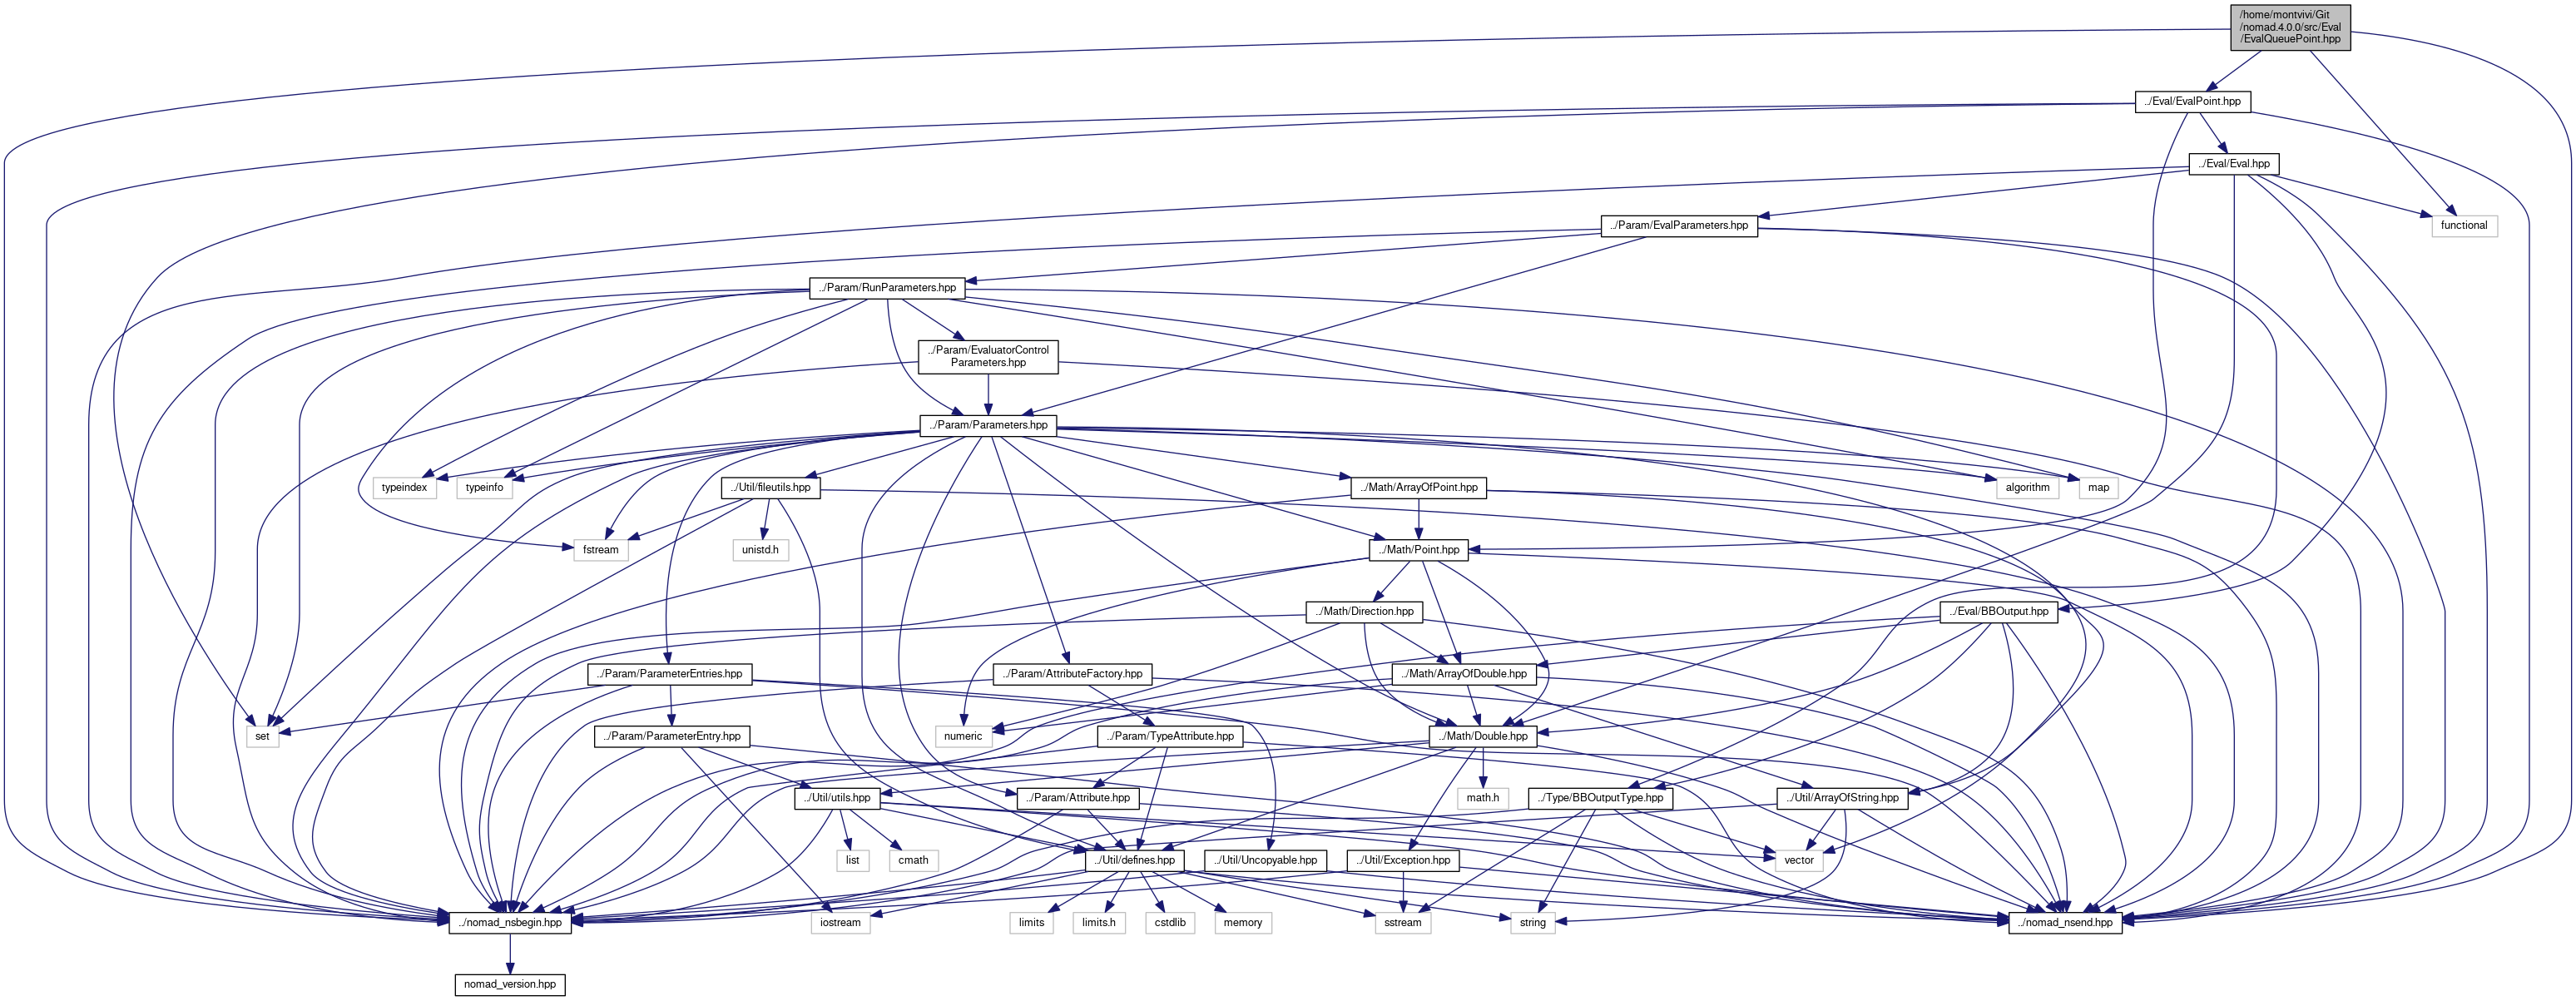 /home/montvivi/Git
/nomad.4.0.0/src/Eval
/EvalQueuePoint.hpp
../Eval/EvalPoint.hpp
../Eval/Eval.hpp
../Param/EvalParameters.hpp
functional
../Param/RunParameters.hpp
../Param/EvaluatorControl
Parameters.hpp
../Param/Parameters.hpp
typeindex
typeinfo
../Util/fileutils.hpp
../Math/ArrayOfPoint.hpp
algorithm
map
fstream
unistd.h
../Math/Point.hpp
../Math/Direction.hpp
../Eval/BBOutput.hpp
../Param/ParameterEntries.hpp
../Param/AttributeFactory.hpp
../Math/ArrayOfDouble.hpp
set
../Param/ParameterEntry.hpp
numeric
../Param/TypeAttribute.hpp
../Math/Double.hpp
../Util/utils.hpp
../Param/Attribute.hpp
math.h
../Type/BBOutputType.hpp
../Util/ArrayOfString.hpp
list
cmath
../Util/defines.hpp
../Util/Uncopyable.hpp
../Util/Exception.hpp
vector
../nomad_nsbegin.hpp
iostream
limits
limits.h
cstdlib
memory
sstream
string
../nomad_nsend.hpp
nomad_version.hpp